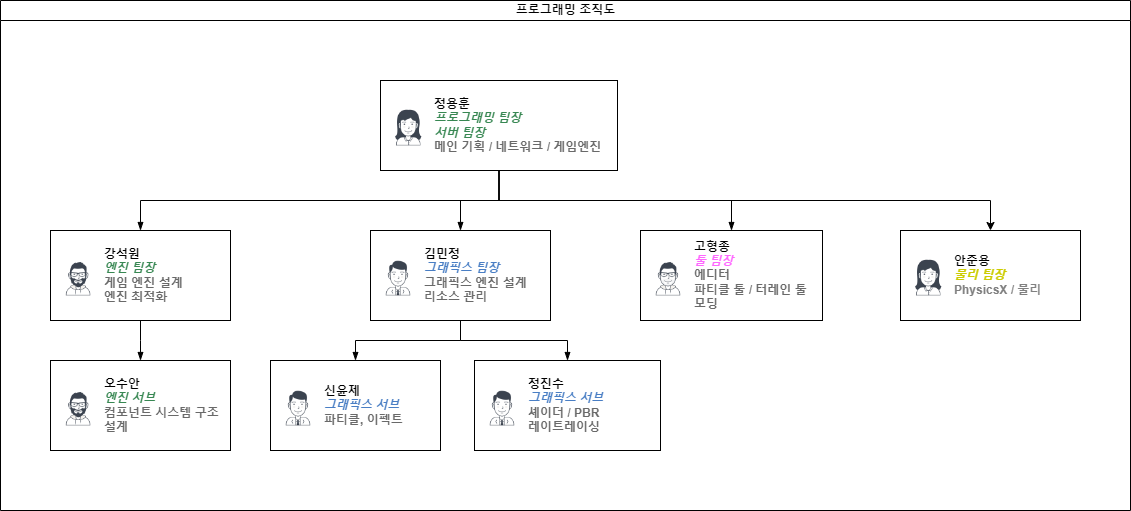 프로그래밍 조직도
정용훈
프로그래밍 팀장
서버 팀장
메인 기획 / 네트워크 / 게임엔진
강석원
엔진 팀장
게임 엔진 설계
엔진 최적화
김민정
그래픽스 팀장
그래픽스 엔진 설계
리소스 관리
고형종
툴 팀장
에디터
파티클 툴 / 터레인 툴
모딩
안준용
물리 팀장
PhysicsX / 물리
오수안
엔진 서브
컴포넌트 시스템 구조
설계
신윤제
그래픽스 서브
파티클, 이펙트
정진수
그래픽스 서브
셰이더 / PBR
레이트레이싱